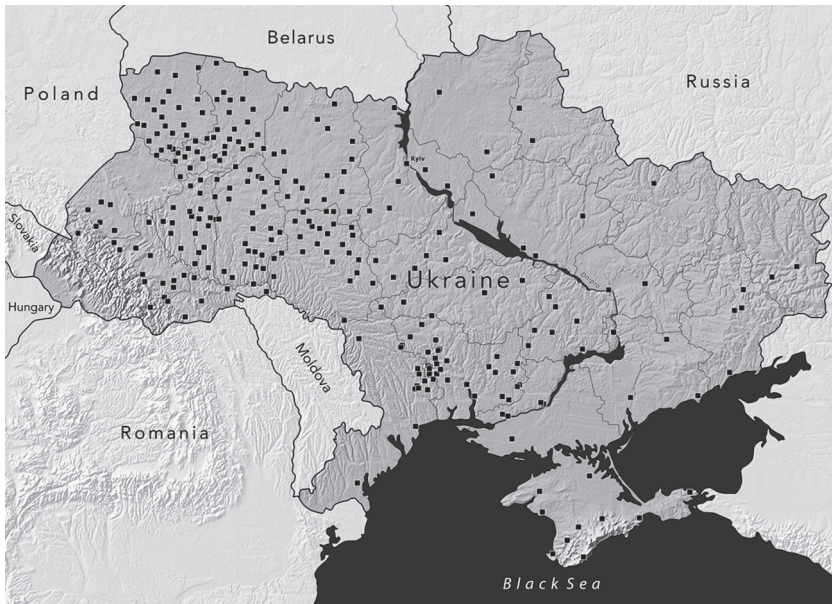 Belarus
Poland
Russia
Kyiv
Slovakia
Ukraine
Hungary
Moldova
Romania
Black Sea